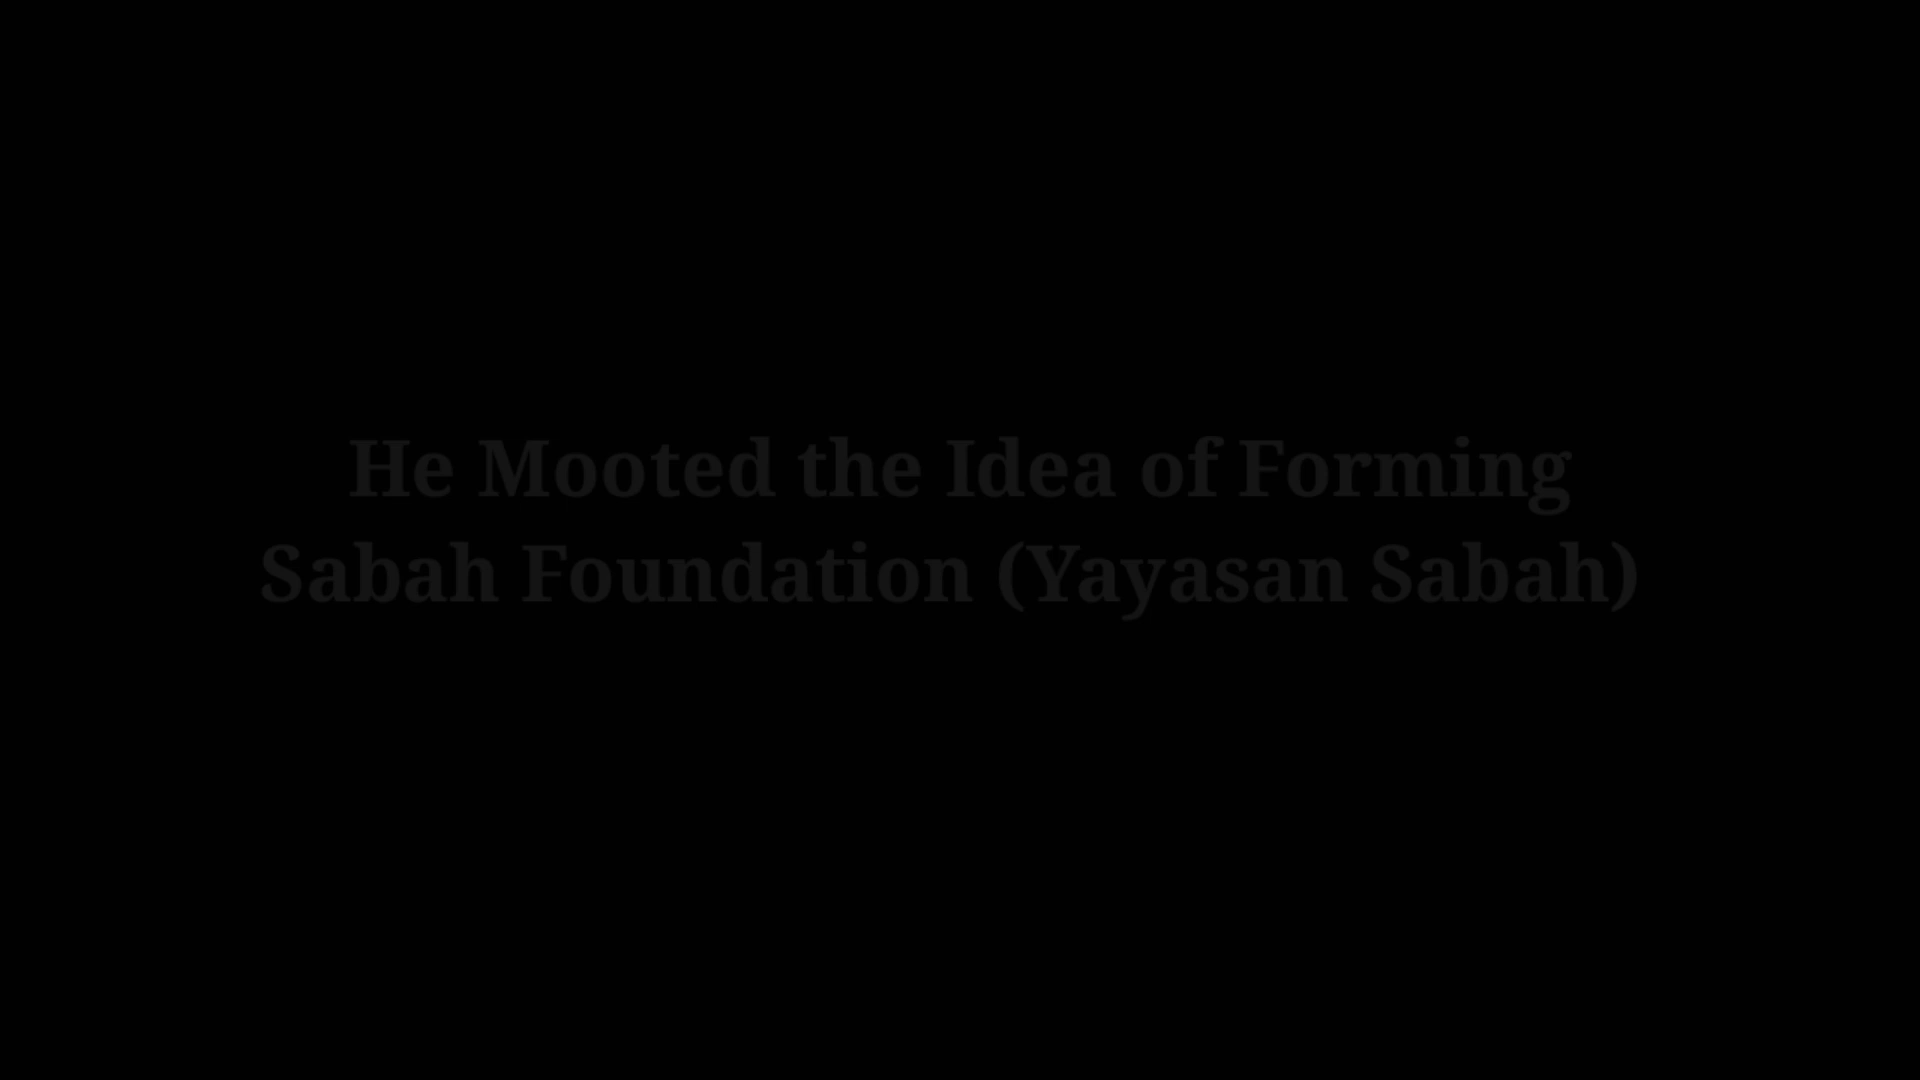 He Mooted the Idea of Forming
Sabah Foundation (Yayasan Sabah)